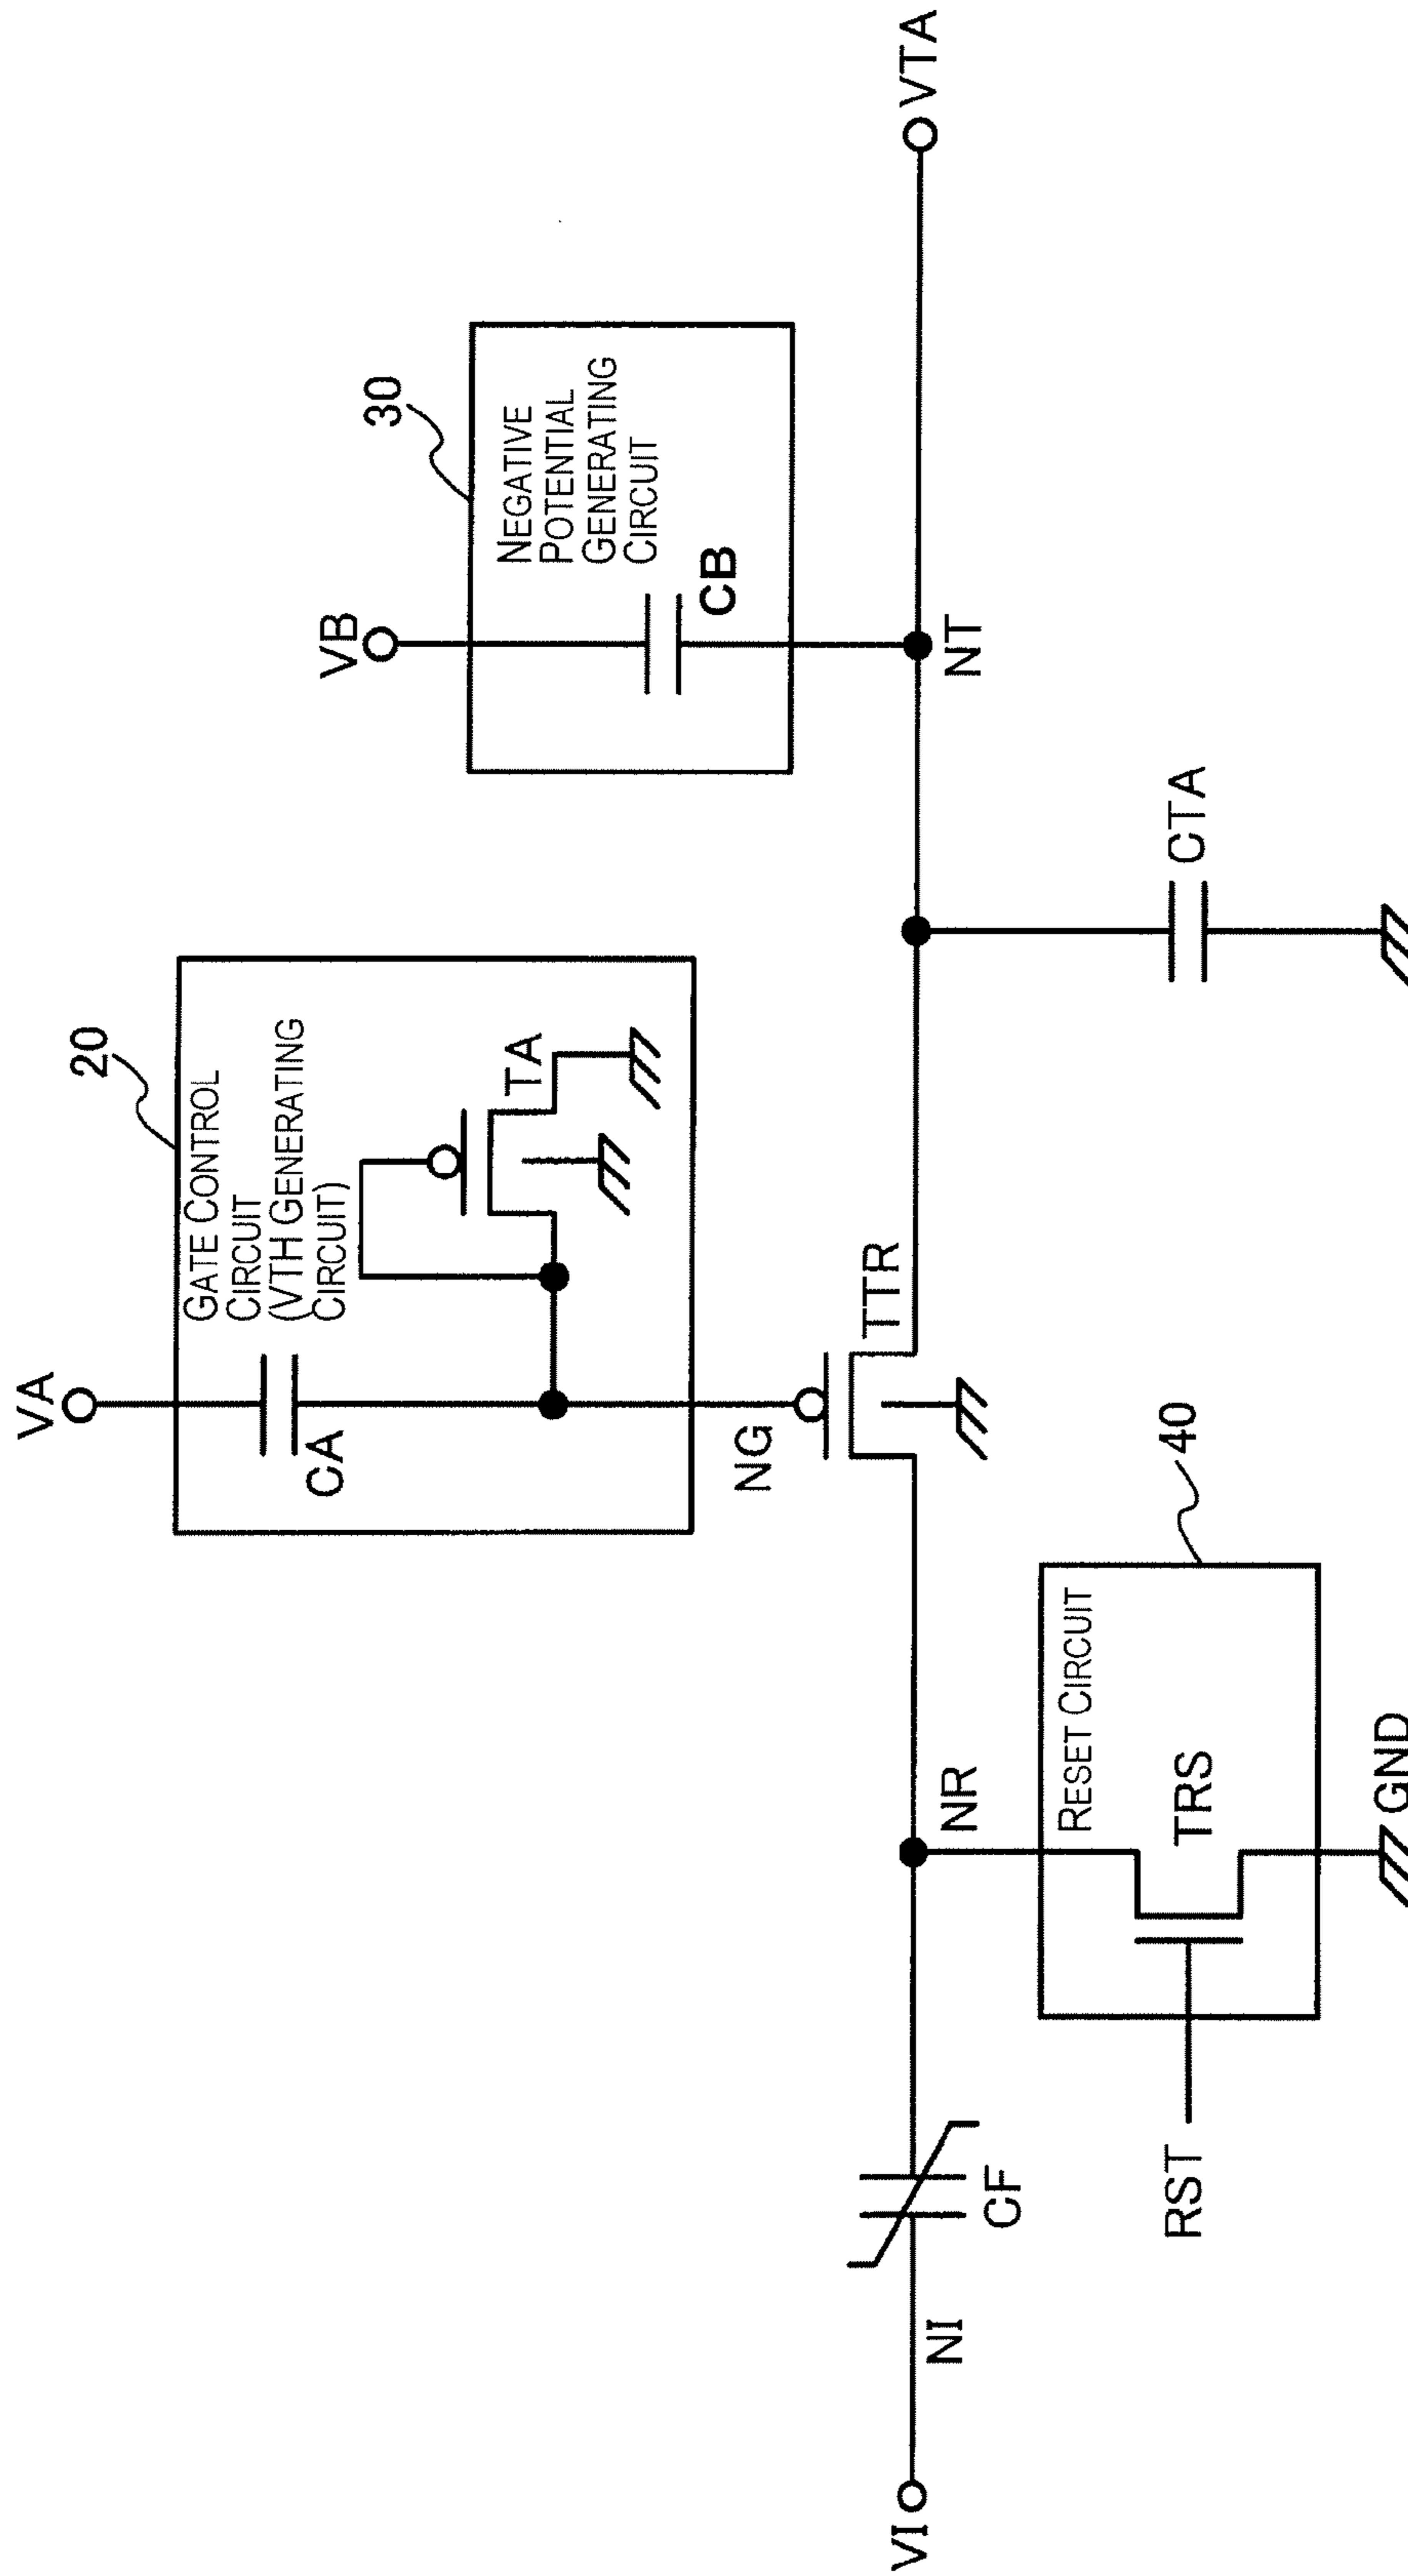 VA
20
GATE CONTROL
CIRCUIT
(VTH GENERATING
CIRCUIT)
CA
TA
VB
30
NEGATIVE
POTENTIAL
GENERATING
CIRCUIT
CB
NG
TTR
NT
VTA
CTA
VI
NI
CF
NR
40
RESET CIRCUIT
TRS
RST
GND